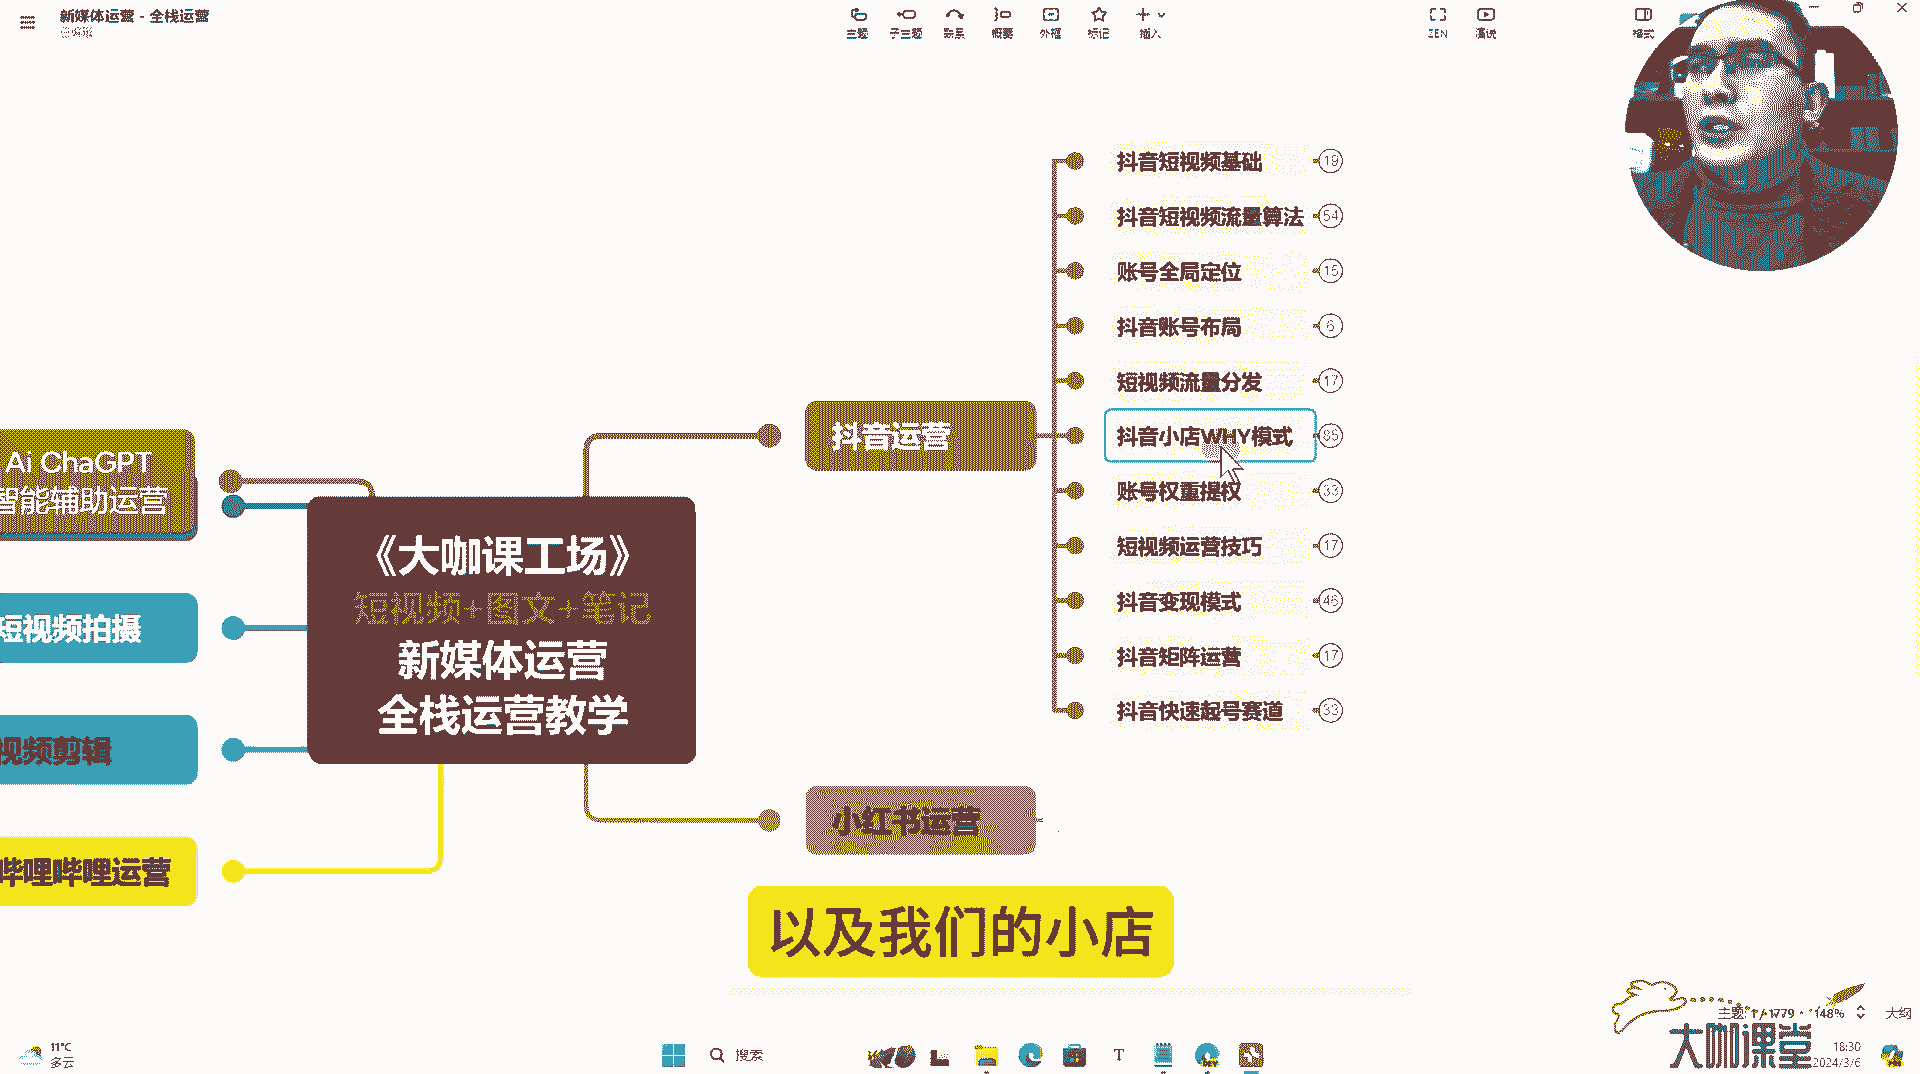 新媒体运营 - 全栈运营
已编辑
主题
子主题
联系
概要
外框
标记
插入
ZEN
演说
格式
抖音短视频基础 19
抖音短视频流量算法 54
账号全局定位 15
抖音账号布局 6
短视频流量分发 17
抖音运营
抖音小店WHY模式 85
账号权重提权 33
短视频运营技巧 17
抖音变现模式 46
抖音矩阵运营 17
抖音快速起号赛道 33
Ai ChaGPT
智能辅助运营
《大咖课工场》
短视频+图文+笔记
新媒体运营
全栈运营教学
短视频拍摄
视频剪辑
哔哩哔哩运营
小红书运营
以及我们的小店
主题: 1 / 1779
148%
大纲
大咖课堂
11°C
多云
搜索
18:30
2024/3/6